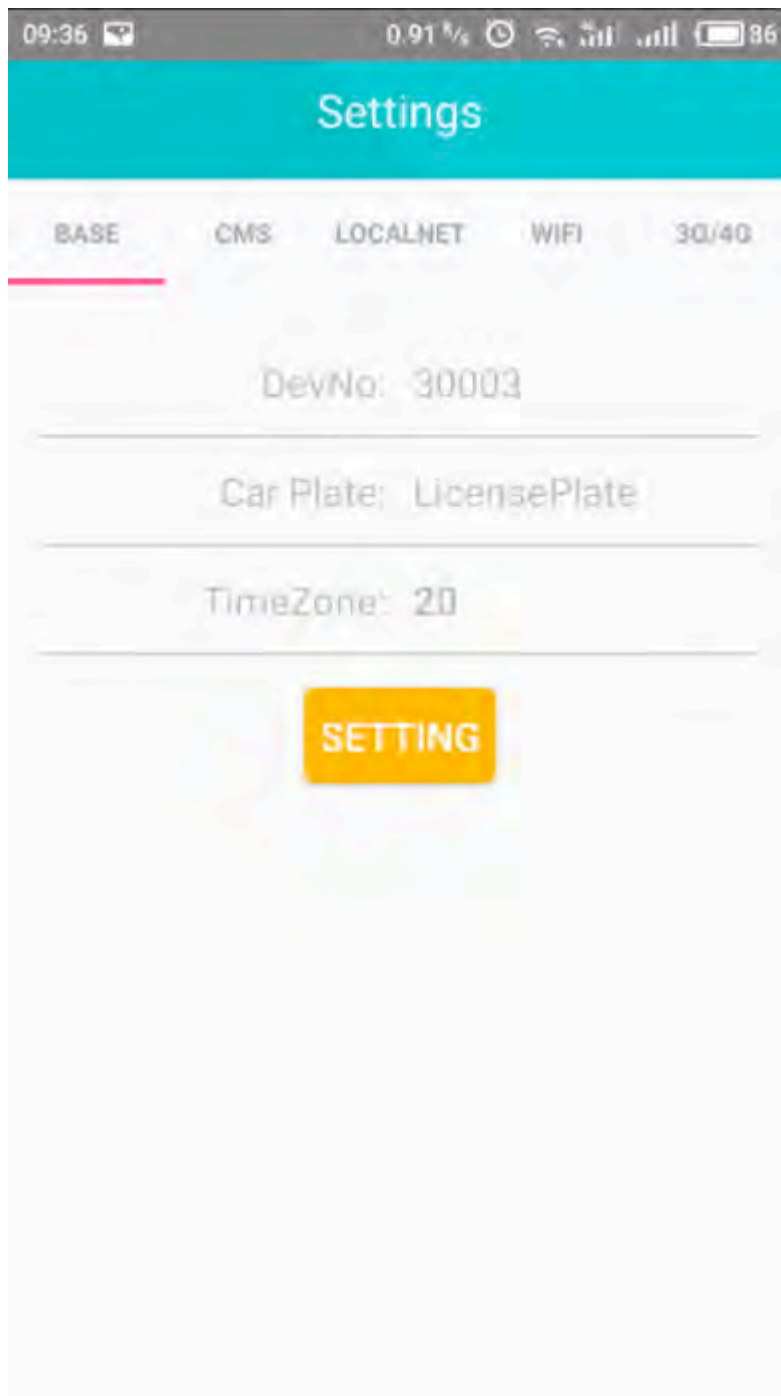 09:36 0.91 ᴷ/s 86
Settings
BASE CMS LOCALNET WIFI 3G/4G
DevNo: 30003
Car Plate: LicensePlate
TimeZone: 20
SETTING